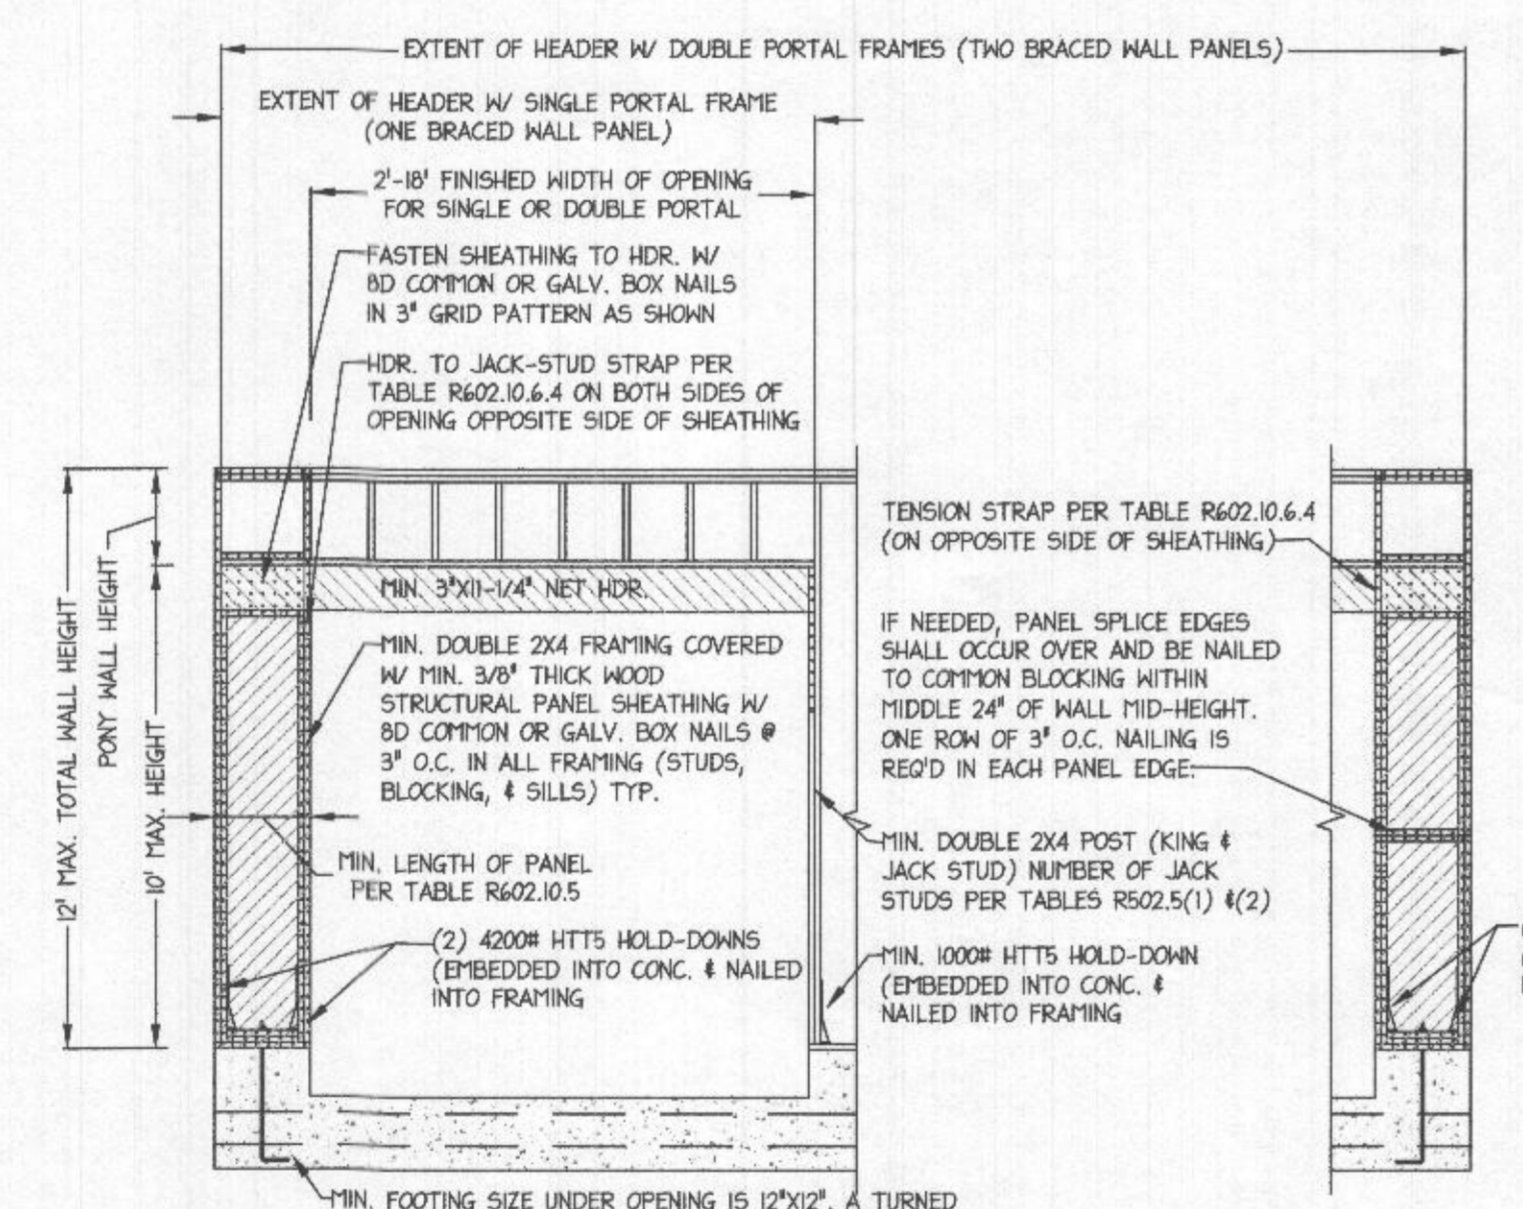 EXTENT OF HEADER W/ DOUBLE PORTAL FRAMES (TWO BRACED WALL PANELS)
EXTENT OF HEADER W/ SINGLE PORTAL FRAME
(ONE BRACED WALL PANEL)
2'-18' FINISHED WIDTH OF OPENING
FOR SINGLE OR DOUBLE PORTAL
FASTEN SHEATHING TO HDR. W/
8D COMMON OR GALV. BOX NAILS
IN 3" GRID PATTERN AS SHOWN
HDR. TO JACK-STUD STRAP PER
TABLE R602.10.6.4 ON BOTH SIDES OF
OPENING OPPOSITE SIDE OF SHEATHING
TENSION STRAP PER TABLE R602.10.6.4
(ON OPPOSITE SIDE OF SHEATHING)
MIN. 3"X11-1/4" NET HDR.
12' MAX. TOTAL WALL HEIGHT
PONY WALL HEIGHT
10' MAX. HEIGHT
MIN. DOUBLE 2X4 FRAMING COVERED
W/ MIN. 3/8" THICK WOOD
STRUCTURAL PANEL SHEATHING W/
8D COMMON OR GALV. BOX NAILS @
3" O.C. IN ALL FRAMING (STUDS,
BLOCKING, & SILLS) TYP.
IF NEEDED, PANEL SPLICE EDGES
SHALL OCCUR OVER AND BE NAILED
TO COMMON BLOCKING WITHIN
MIDDLE 24" OF WALL MID-HEIGHT.
ONE ROW OF 3" O.C. NAILING IS
REQ'D IN EACH PANEL EDGE.
MIN. LENGTH OF PANEL
PER TABLE R602.10.5
MIN. DOUBLE 2X4 POST (KING &
JACK STUD) NUMBER OF JACK
STUDS PER TABLES R502.5(1) &(2)
(2) 4200# HTT5 HOLD-DOWNS
(EMBEDDED INTO CONC. & NAILED
INTO FRAMING
MIN. 1000# HTT5 HOLD-DOWN
(EMBEDDED INTO CONC. &
NAILED INTO FRAMING
MIN. FOOTING SIZE UNDER OPENING IS 12"X12". A TURNED